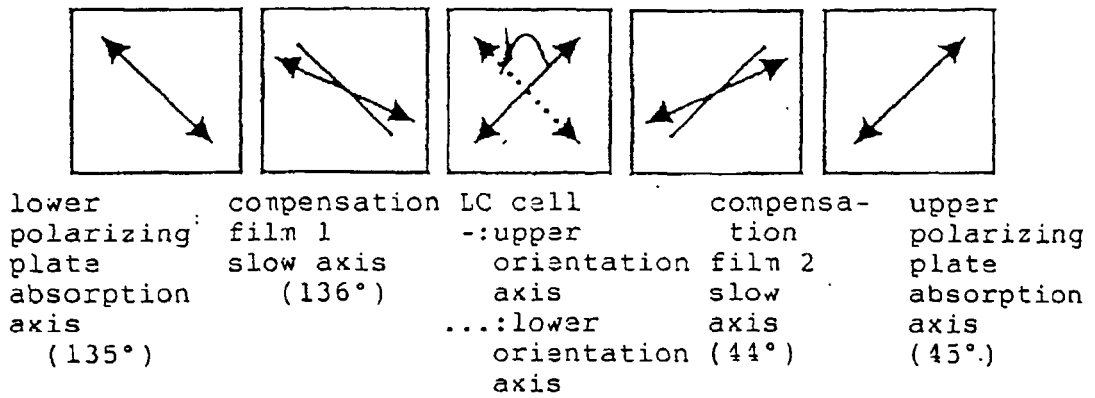 lower
polarizing
plate
absorption
axis
(135°)
compensation
film 1
slow axis
(136°)
LC cell
-:upper
orientation
axis
...:lower
orientation
axis
compensa-
tion
film 2
slow
axis
(44°)
upper
polarizing
plate
absorption
axis
(45°)